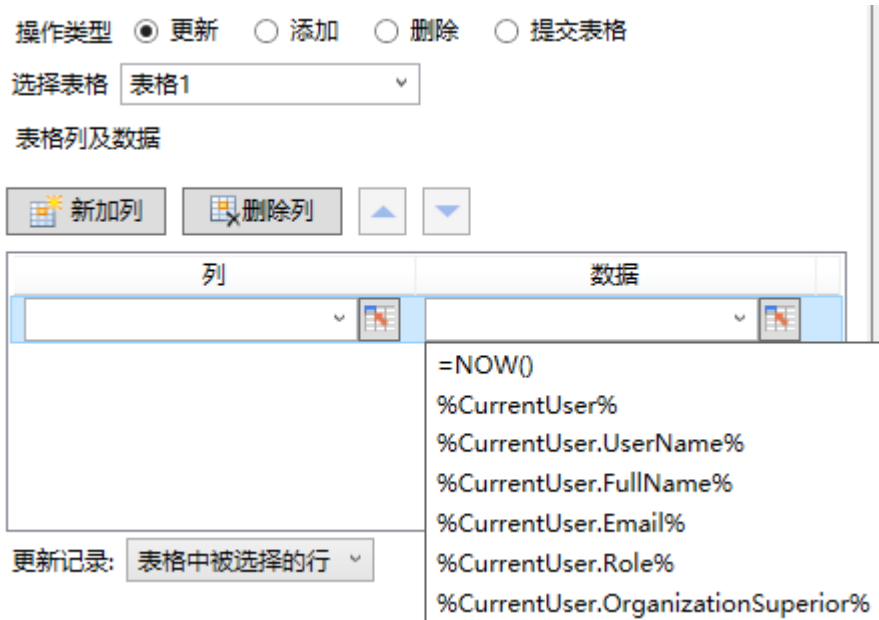 操作类型 更新 添加 删除 提交表格
选择表格 表格1
表格列及数据
新加列 删除列
列 数据
=NOW()
%CurrentUser%
%CurrentUser.UserName%
%CurrentUser.FullName%
%CurrentUser.Email%
更新记录: 表格中被选择的行 %CurrentUser.Role%
%CurrentUser.OrganizationSuperior%